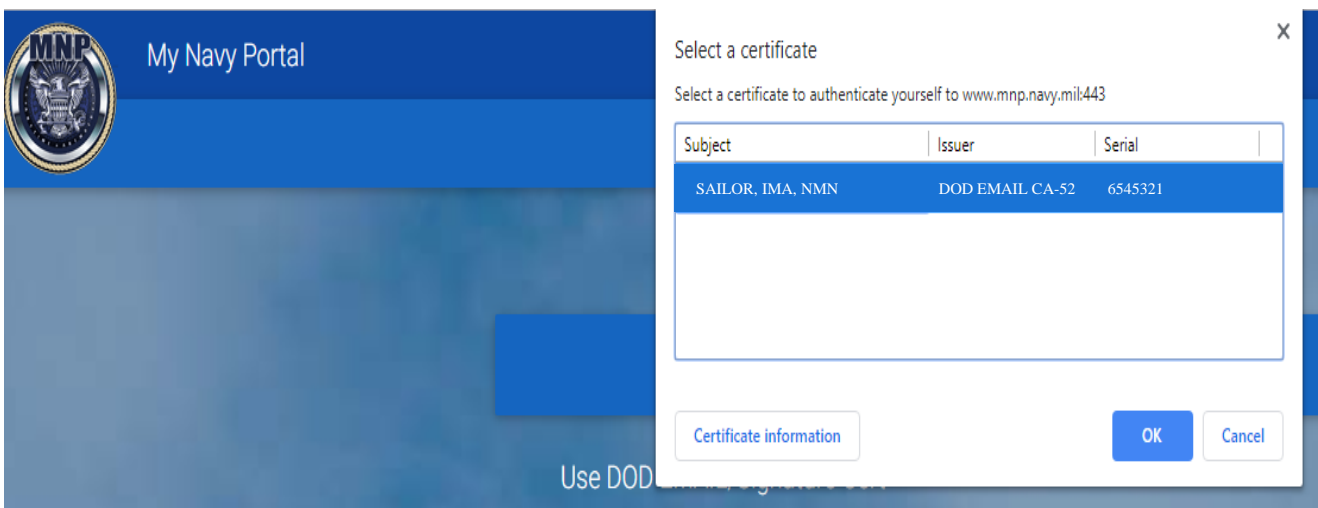 MNP
My Navy Portal
Select a certificate
X
Select a certificate to authenticate yourself to www.mnp.navy.mil:443
Subject Issuer Serial
SAILOR, IMA, NMN DOD EMAIL CA-52 6545321
Certificate information OK Cancel
Use DOD